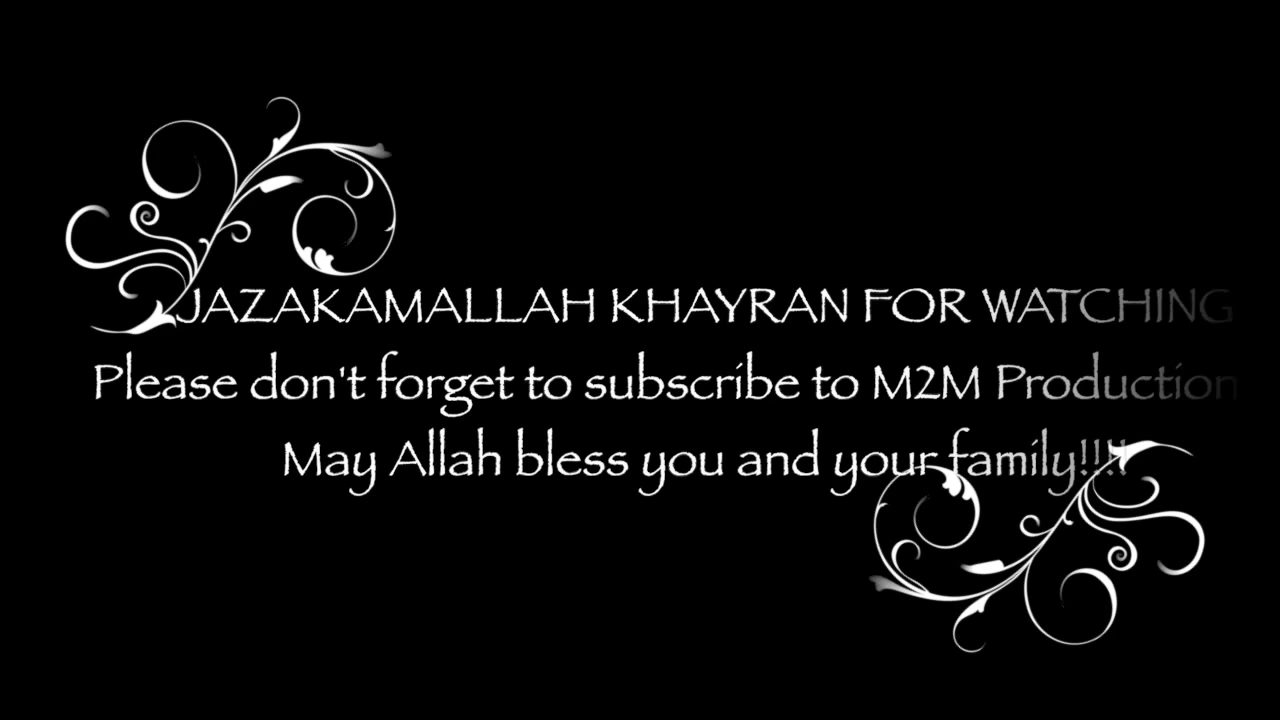 JAZAKAMALLAH KHAYRAN FOR WATCHING
Please don't forget to subscribe to M2M Production
May Allah bless you and your family!!!!